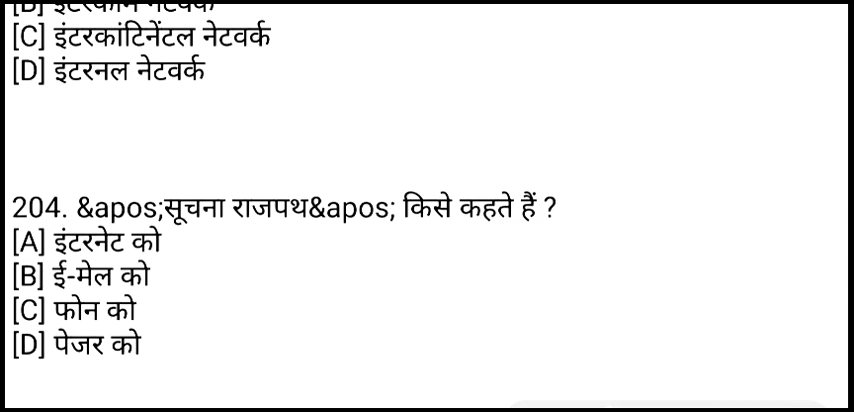 [C] इंटरकांटिनेंटल नेटवर्क
[D] इंटरनल नेटवर्क
204. &apos;सूचना राजपथ&apos; किसे कहते हैं ?
[A] इंटरनेट को
[B] ई-मेल को
[C] फोन को
[D] पेजर को